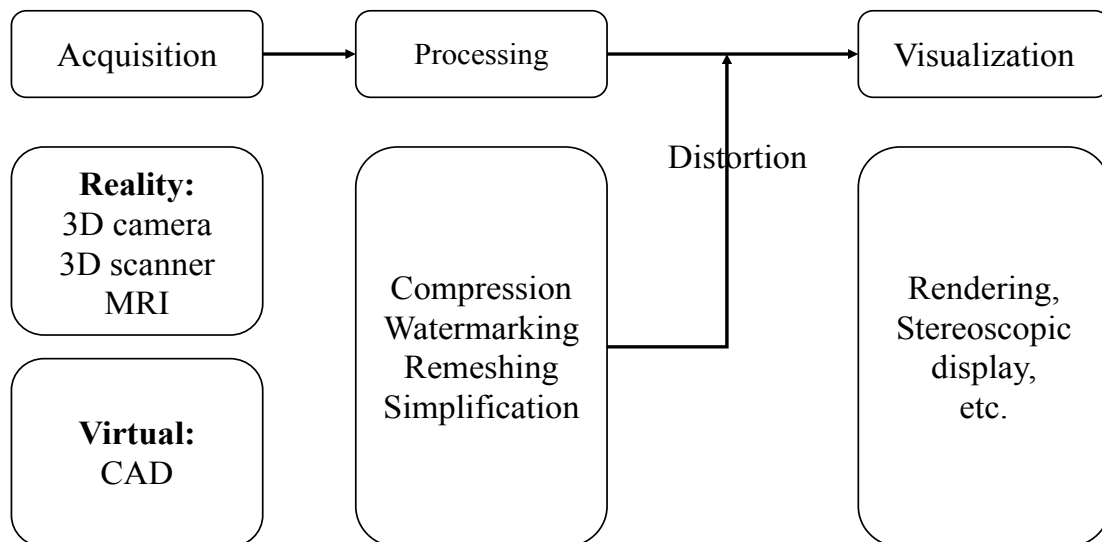 Acquisition
Processing
Visualization
Distortion
Reality:
3D camera
3D scanner
MRI
Virtual:
CAD
Compression
Watermarking
Remeshing
Simplification
Rendering,
Stereoscopic
display,
etc.